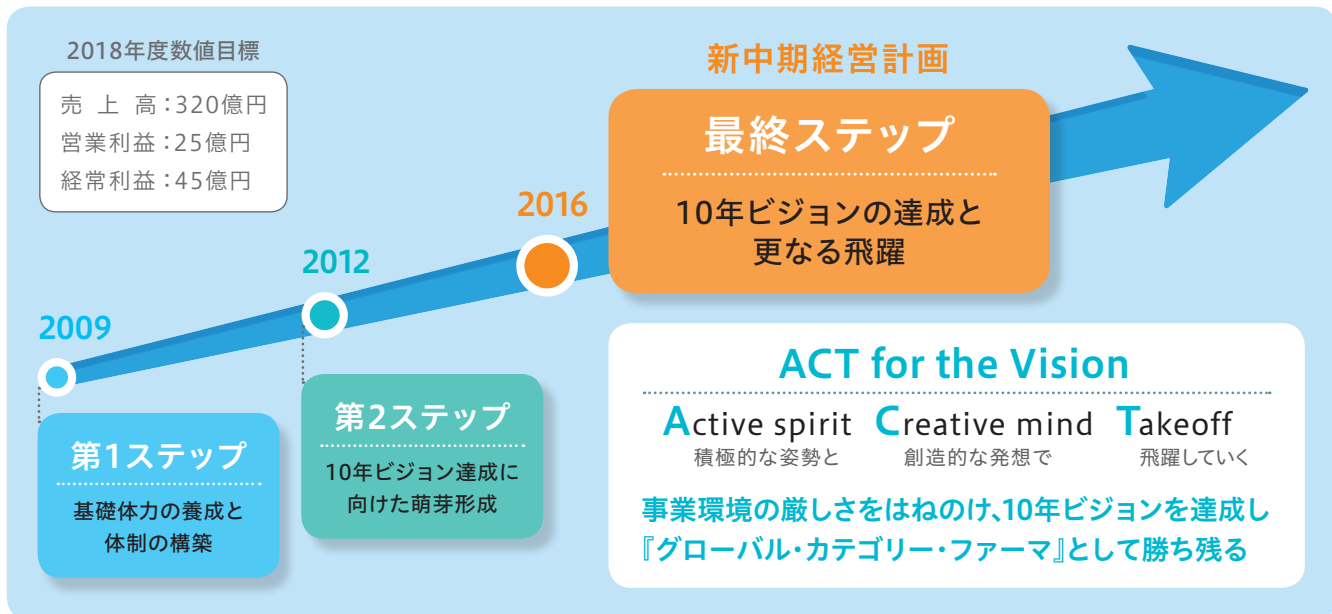 2018年度数値目標
売上高：320億円
営業利益：25億円
経常利益：45億円
新中期経営計画
最終ステップ
10年ビジョンの達成と
更なる飛躍
2016
2012
2009
第1ステップ
基礎体力の養成と
体制の構築
第2ステップ
10年ビジョン達成に
向けた萌芽形成
ACT for the Vision
Active spirit Creative mind Takeoff
積極的な姿勢と 創造的な発想で 飛躍していく
事業環境の厳しさをはねのけ、10年ビジョンを達成し
『グローバル・カテゴリー・ファーマ』として勝ち残る